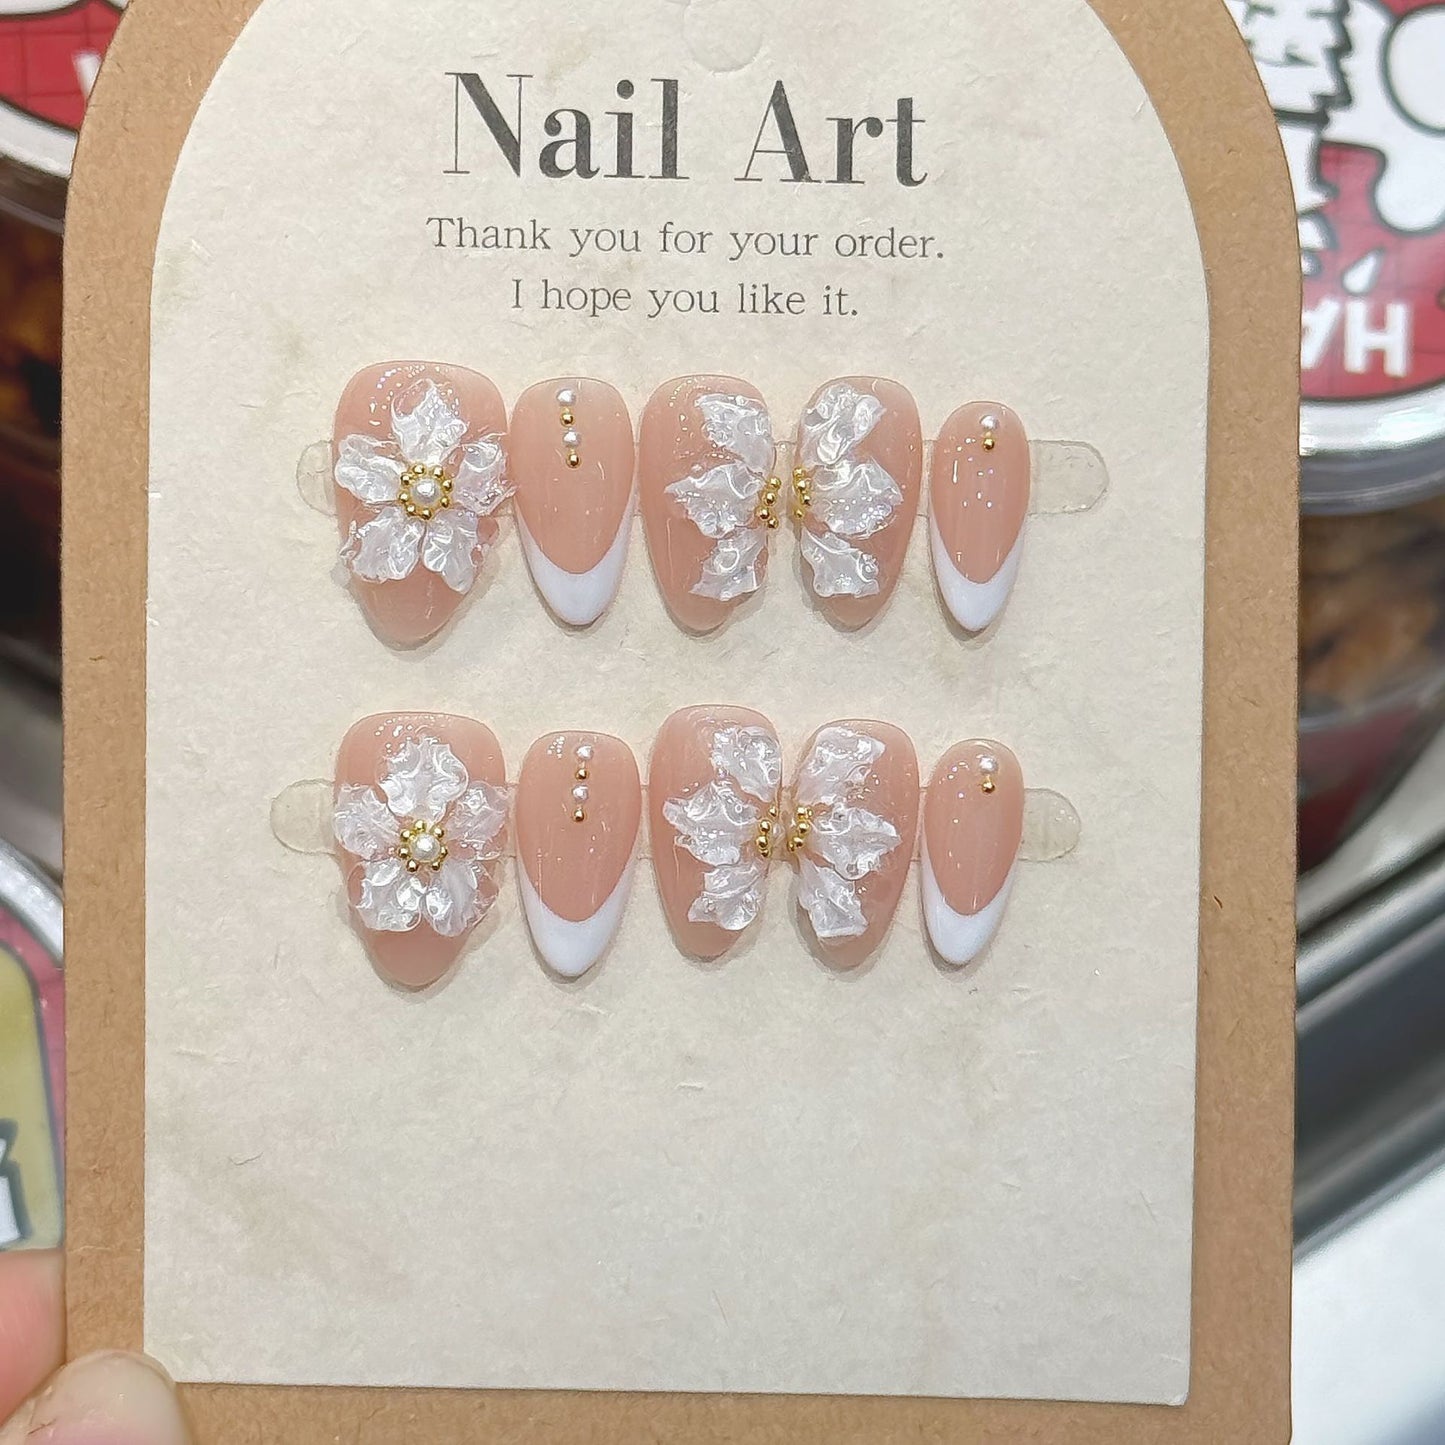 Nail Art
Thank you for your order.
I hope you like it.